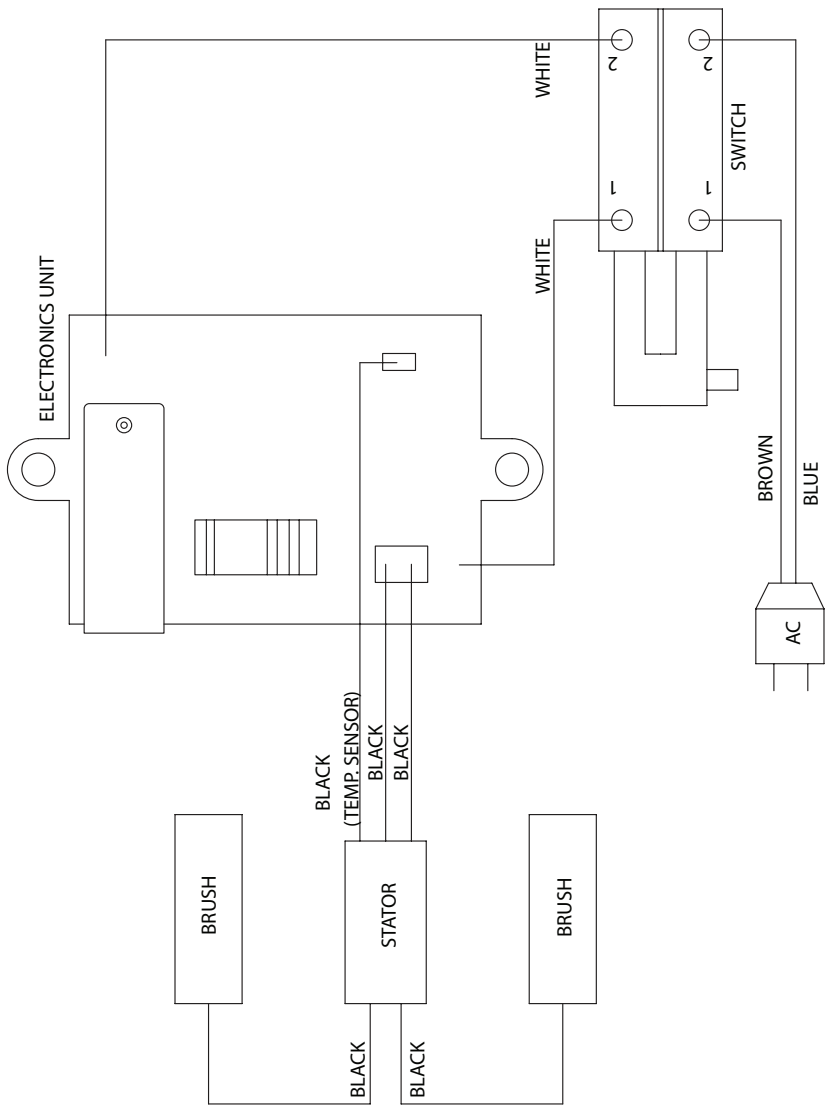 ELECTRONICS UNIT
BRUSH
BLACK
(TEMP. SENSOR)
BLACK
BLACK
STATOR
BLACK
BLACK
WHITE
WHITE
BRUSH
1
2
1
2
SWITCH
BROWN
AC
BLUE